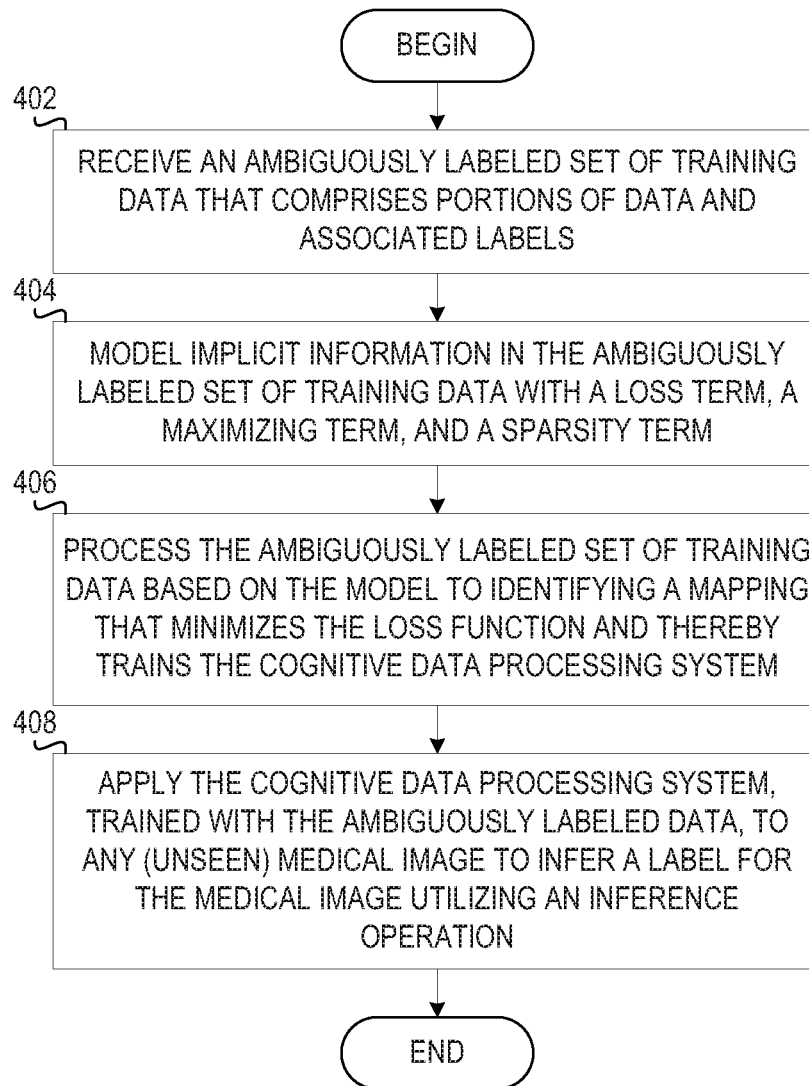 BEGIN
402
RECEIVE AN AMBIGUOUSLY LABELED SET OF TRAINING
DATA THAT COMPRISES PORTIONS OF DATA AND
ASSOCIATED LABELS
404
MODEL IMPLICIT INFORMATION IN THE AMBIGUOUSLY
LABELED SET OF TRAINING DATA WITH A LOSS TERM, A
MAXIMIZING TERM, AND A SPARSITY TERM
406
PROCESS THE AMBIGUOUSLY LABELED SET OF TRAINING
DATA BASED ON THE MODEL TO IDENTIFYING A MAPPING
THAT MINIMIZES THE LOSS FUNCTION AND THEREBY
TRAINS THE COGNITIVE DATA PROCESSING SYSTEM
408
APPLY THE COGNITIVE DATA PROCESSING SYSTEM,
TRAINED WITH THE AMBIGUOUSLY LABELED DATA, TO
ANY (UNSEEN) MEDICAL IMAGE TO INFER A LABEL FOR
THE MEDICAL IMAGE UTILIZING AN INFERENCE
OPERATION
END